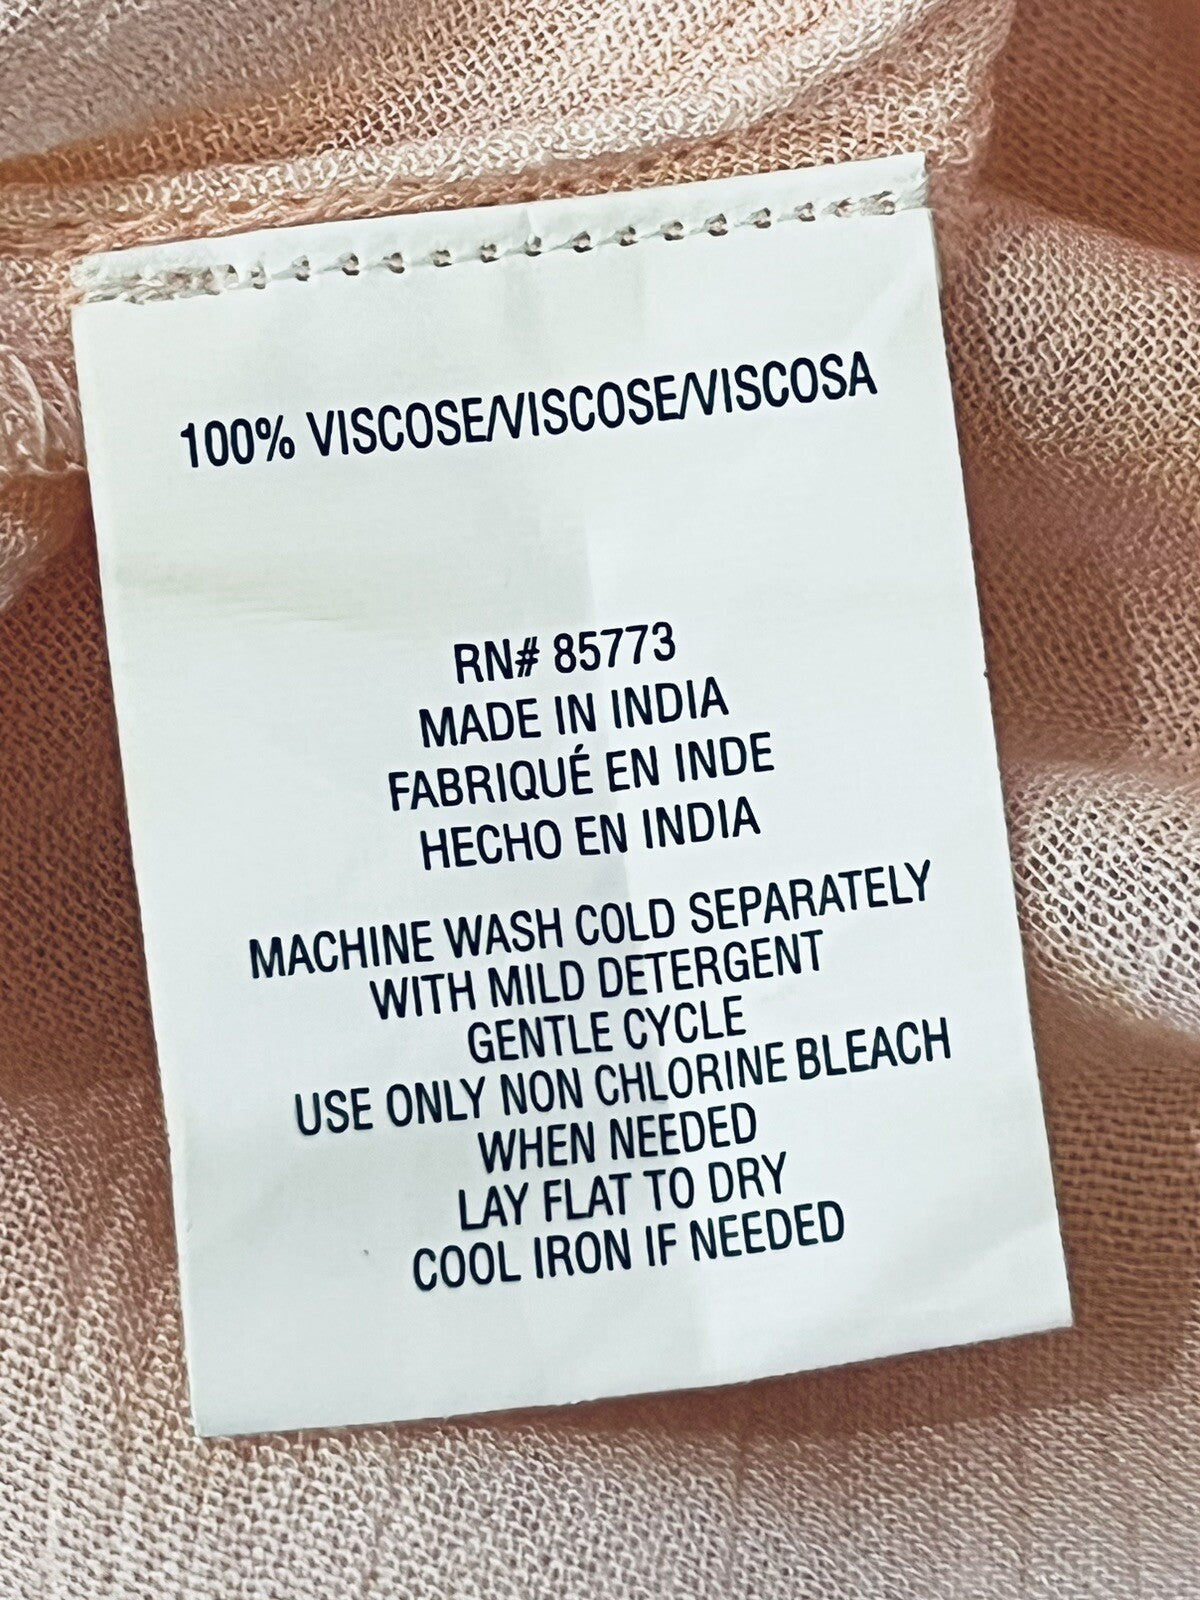 100% VISCOSE/VISCOSE/VISCOSA
RN# 85773
MADE IN INDIA
FABRIQUÉ EN INDE
HECHO EN INDIA
MACHINE WASH COLD SEPARATELY
WITH MILD DETERGENT
GENTLE CYCLE
USE ONLY NON CHLORINE BLEACH
WHEN NEEDED
LAY FLAT TO DRY
COOL IRON IF NEEDED